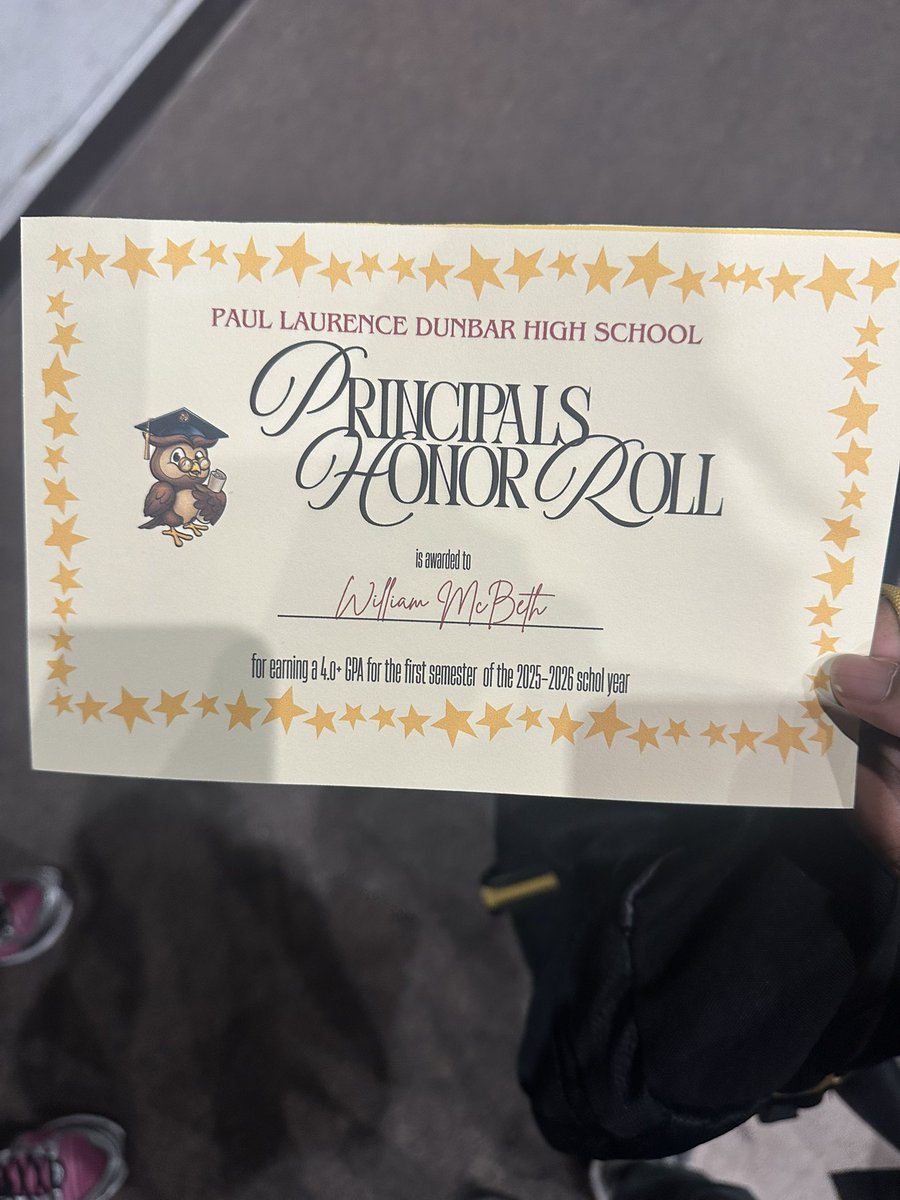 PAUL LAURENCE DUNBAR HIGH SCHOOL
PRINCIPALS
HONOR ROLL
is awarded to
William McBeth
for earning a 4.0+ GPA for the first semester of the 2025-2026 schol year